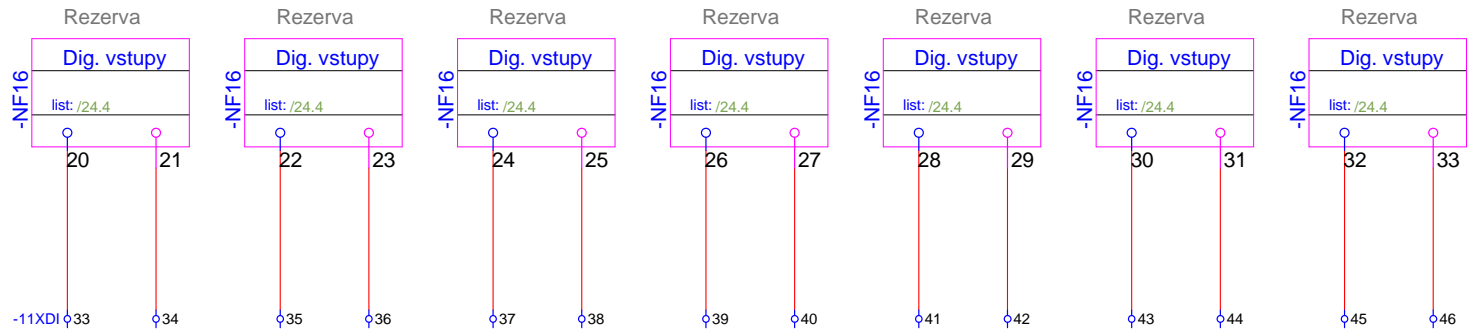 Rezerva Rezerva Rezerva Rezerva Rezerva Rezerva Rezerva
Dig. vstupy Dig. vstupy Dig. vstupy Dig. vstupy Dig. vstupy Dig. vstupy Dig. vstupy
-NF16 -NF16 -NF16 -NF16 -NF16 -NF16 -NF16
list: /24.4 list: /24.4 list: /24.4 list: /24.4 list: /24.4 list: /24.4 list: /24.4
20 21 22 23 24 25 26 27 28 29 30 31 32 33
-11XDI 33 34 35 36 37 38 39 40 41 42 43 44 45 46